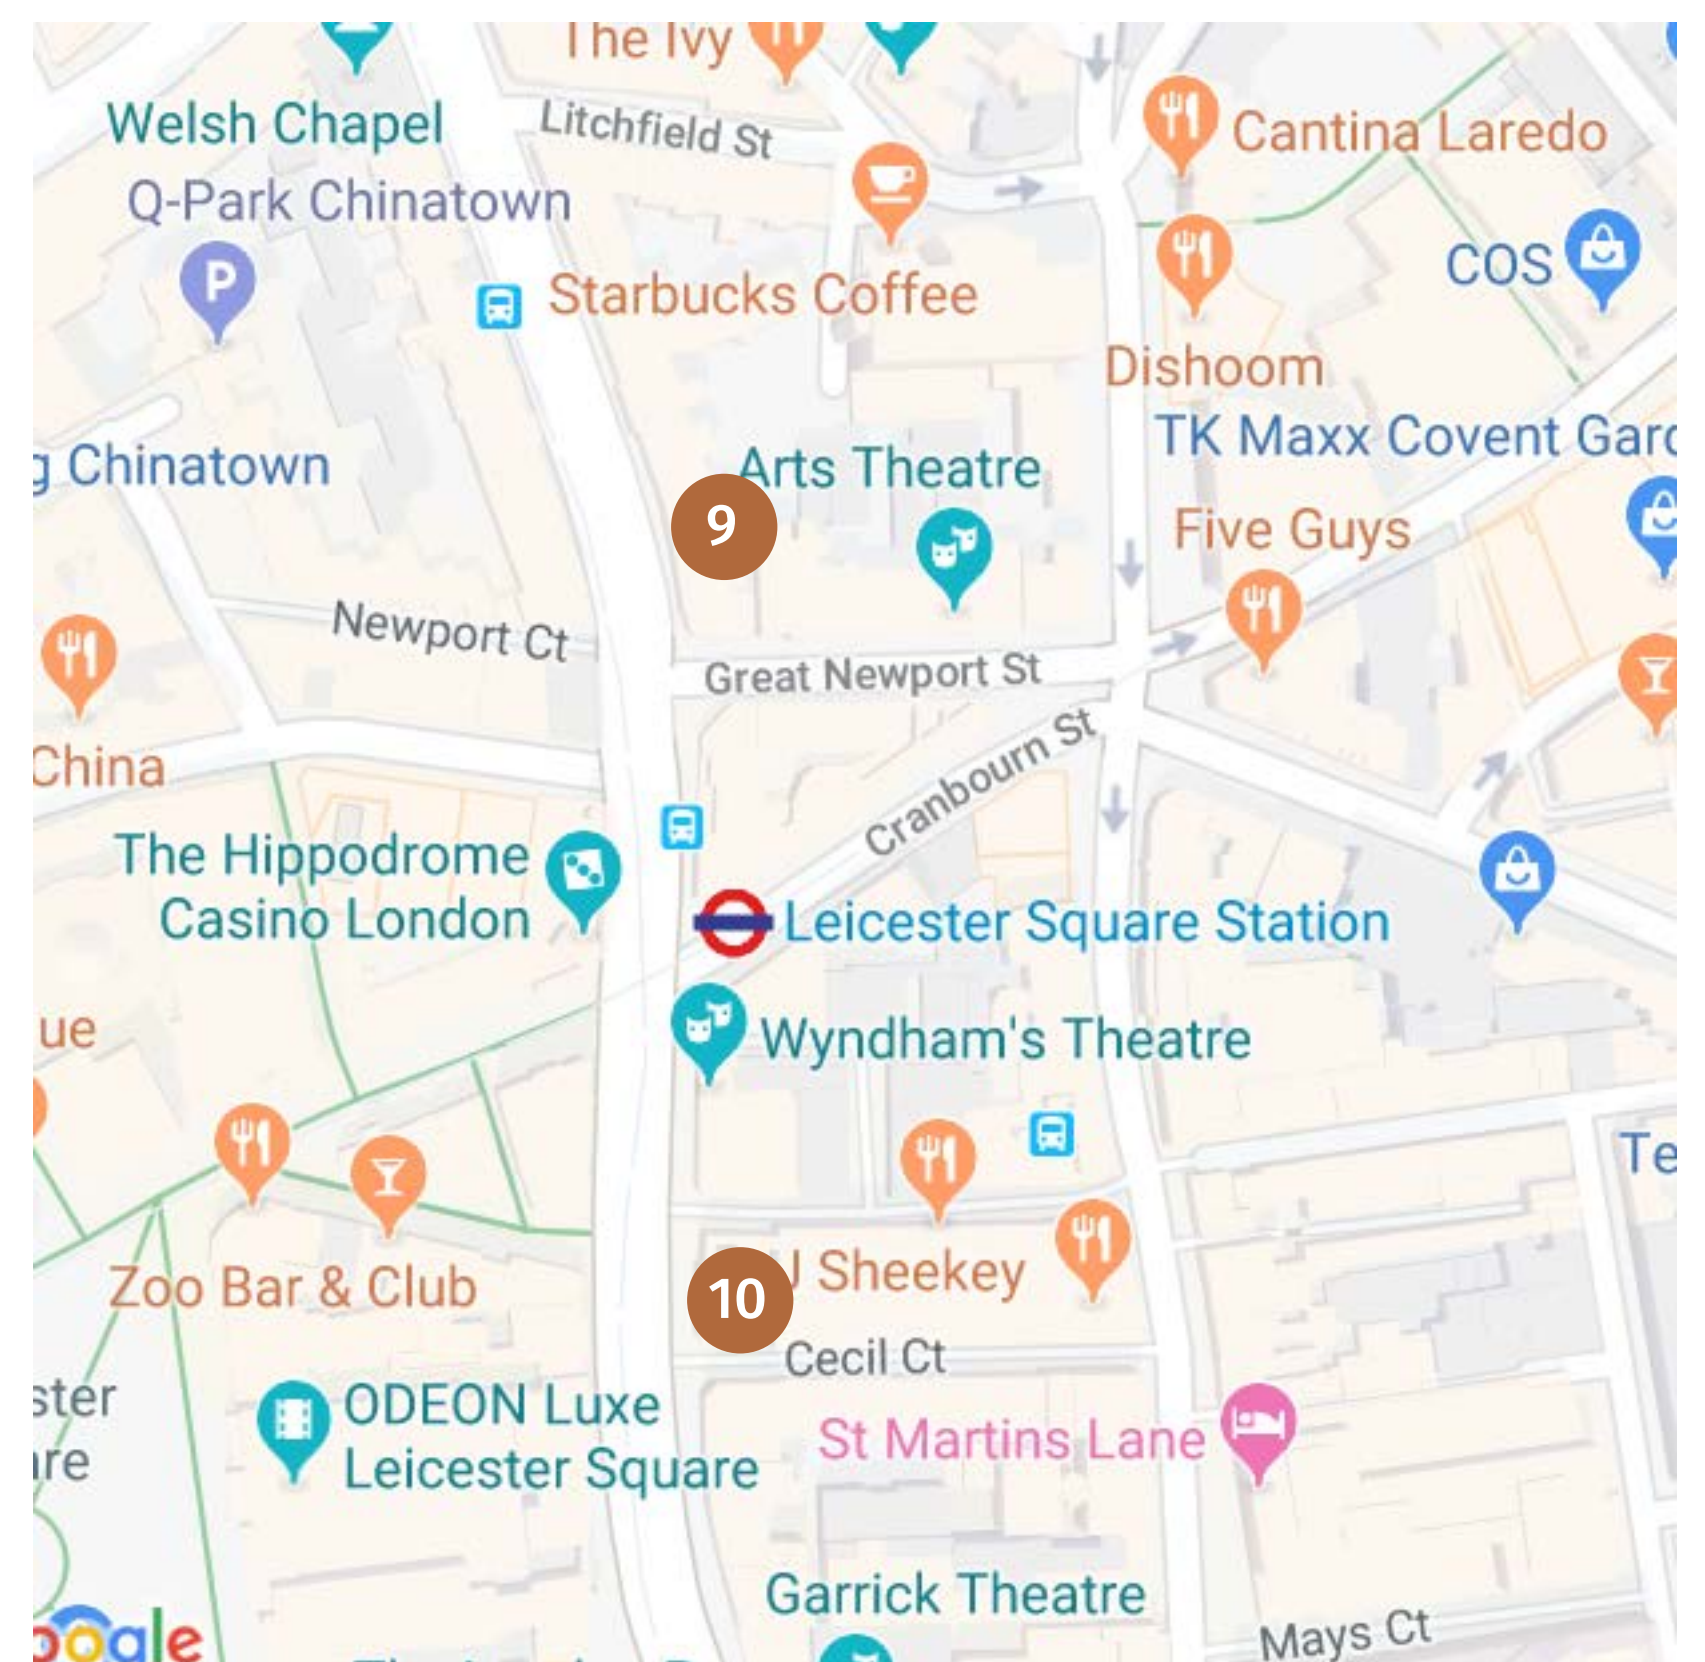 The Ivy
Litchfield St
Welsh Chapel
Cantina Laredo
Q-Park Chinatown
P
COS
Starbucks Coffee
Dishoom
TK Maxx Covent Gard
g Chinatown
Arts Theatre
9
Five Guys
Newport Ct
Great Newport St
Cranbourn St
China
The Hippodrome
Casino London
Leicester Square Station
ue
Wyndham's Theatre
Te
J Sheekey
Zoo Bar & Club
10
Cecil Ct
ster
are
ODEON Luxe
Leicester Square
St Martins Lane
Garrick Theatre
Mays Ct
oogle